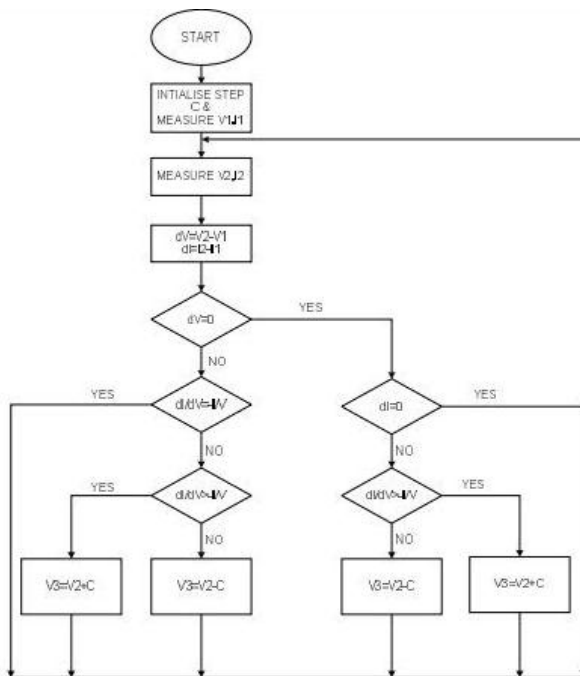 START
INTIALISE STEP
C &
MEASURE V1,I1
MEASURE V2,I2
dV=V2-V1
dI=I2-I1
dV=0
YES
NO
YES
dI/dV=-I/V
dI=0
YES
NO
NO
YES
dI/dV>-I/V
dI/dV>-I/V
YES
NO
NO
V3=V2+C
V3=V2-C
V3=V2-C
V3=V2+C